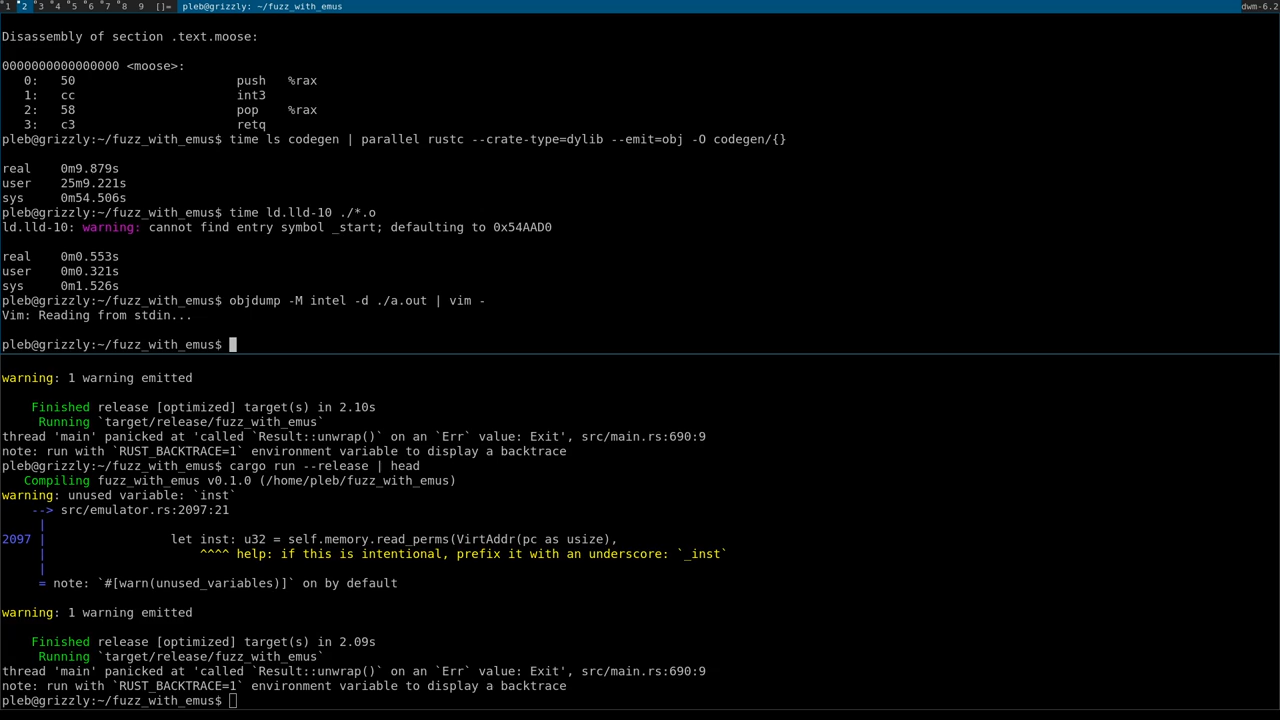 1 2 3 4 5 6 7 8 9 []= pleb@grizzly: ~/fuzz_with_emus dwm-6.2
Disassembly of section .text.moose:
0000000000000000 <moose>:
0: 50 push %rax
1: cc int3
2: 58 pop %rax
3: c3 retq
pleb@grizzly:~/fuzz_with_emus$ time ls codegen | parallel rustc --crate-type=dylib --emit=obj -O codegen/{}
real 0m9.879s
user 25m9.221s
sys 0m54.506s
pleb@grizzly:~/fuzz_with_emus$ time ld.lld-10 ./*.o
ld.lld-10: warning: cannot find entry symbol _start; defaulting to 0x54AAD0
real 0m0.553s
user 0m0.321s
sys 0m1.526s
pleb@grizzly:~/fuzz_with_emus$ objdump -M intel -d ./a.out | vim -
Vim: Reading from stdin...
pleb@grizzly:~/fuzz_with_emus$
warning: 1 warning emitted
Finished release [optimized] target(s) in 2.10s
Running `target/release/fuzz_with_emus`
thread 'main' panicked at 'called `Result::unwrap()` on an `Err` value: Exit', src/main.rs:690:9
note: run with `RUST_BACKTRACE=1` environment variable to display a backtrace
pleb@grizzly:~/fuzz_with_emus$ cargo run --release | head
Compiling fuzz_with_emus v0.1.0 (/home/pleb/fuzz_with_emus)
warning: unused variable: `inst`
--> src/emulator.rs:2097:21
|
2097 | let inst: u32 = self.memory.read_perms(VirtAddr(pc as usize),
| ^^^^ help: if this is intentional, prefix it with an underscore: `_inst`
|
= note: `#[warn(unused_variables)]` on by default
warning: 1 warning emitted
Finished release [optimized] target(s) in 2.09s
Running `target/release/fuzz_with_emus`
thread 'main' panicked at 'called `Result::unwrap()` on an `Err` value: Exit', src/main.rs:690:9
note: run with `RUST_BACKTRACE=1` environment variable to display a backtrace
pleb@grizzly:~/fuzz_with_emus$